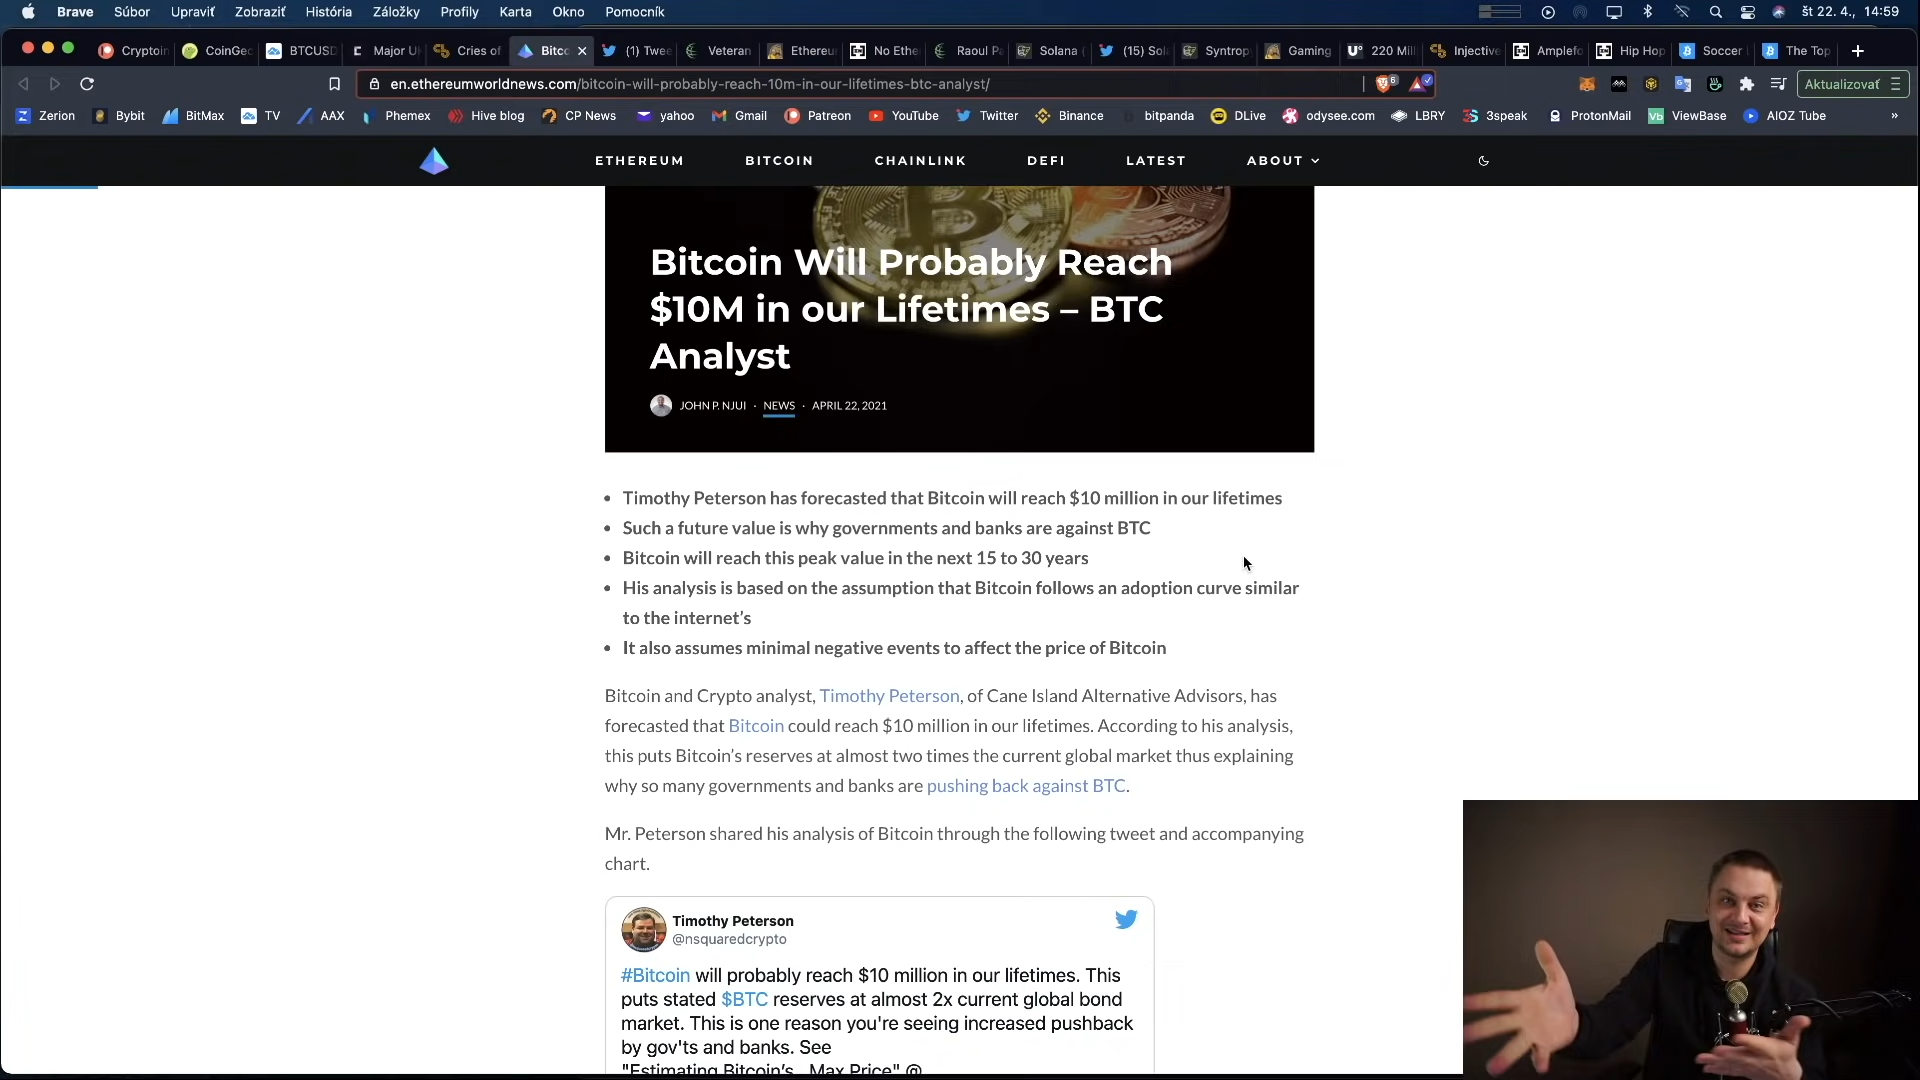 Brave Súbor Upraviť Zobraziť História Záložky Profily Karta Okno Pomocník št 22. 4., 14:59
Cryptoin CoinGec BTCUSD Major U Cries of Bitcc (1) Twee Veteran Ethereu No Ethe Raoul Pa Solana ( (15) Sol Syntrop Gaming 220 Mill Injective Amplefo Hip Hop Soccer The Top
en.ethereumworldnews.com/bitcoin-will-probably-reach-10m-in-our-lifetimes-btc-analyst/ 6 Aktualizovať
Zerion Bybit BitMax TV AAX Phemex Hive blog CP News yahoo Gmail Patreon YouTube Twitter Binance bitpanda DLive odysee.com LBRY 3speak ProtonMail ViewBase AIOZ Tube »
ETHEREUM BITCOIN CHAINLINK DEFI LATEST ABOUT
Bitcoin Will Probably Reach
$10M in our Lifetimes – BTC
Analyst
JOHN P. NJUI · NEWS · APRIL 22, 2021
• Timothy Peterson has forecasted that Bitcoin will reach $10 million in our lifetimes
• Such a future value is why governments and banks are against BTC
• Bitcoin will reach this peak value in the next 15 to 30 years
• His analysis is based on the assumption that Bitcoin follows an adoption curve similar
to the internet’s
• It also assumes minimal negative events to affect the price of Bitcoin
Bitcoin and Crypto analyst, Timothy Peterson, of Cane Island Alternative Advisors, has
forecasted that Bitcoin could reach $10 million in our lifetimes. According to his analysis,
this puts Bitcoin’s reserves at almost two times the current global market thus explaining
why so many governments and banks are pushing back against BTC.
Mr. Peterson shared his analysis of Bitcoin through the following tweet and accompanying
chart.
Timothy Peterson
@nsquaredcrypto
#Bitcoin will probably reach $10 million in our lifetimes. This
puts stated $BTC reserves at almost 2x current global bond
market. This is one reason you're seeing increased pushback
by gov'ts and banks. See
"Estimating Bitcoin’s Max Price" @